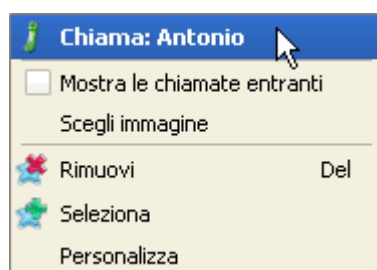 Chiama: Antonio
Mostra le chiamate entranti
Scegli immagine
Rimuovi Del
Seleziona
Personalizza